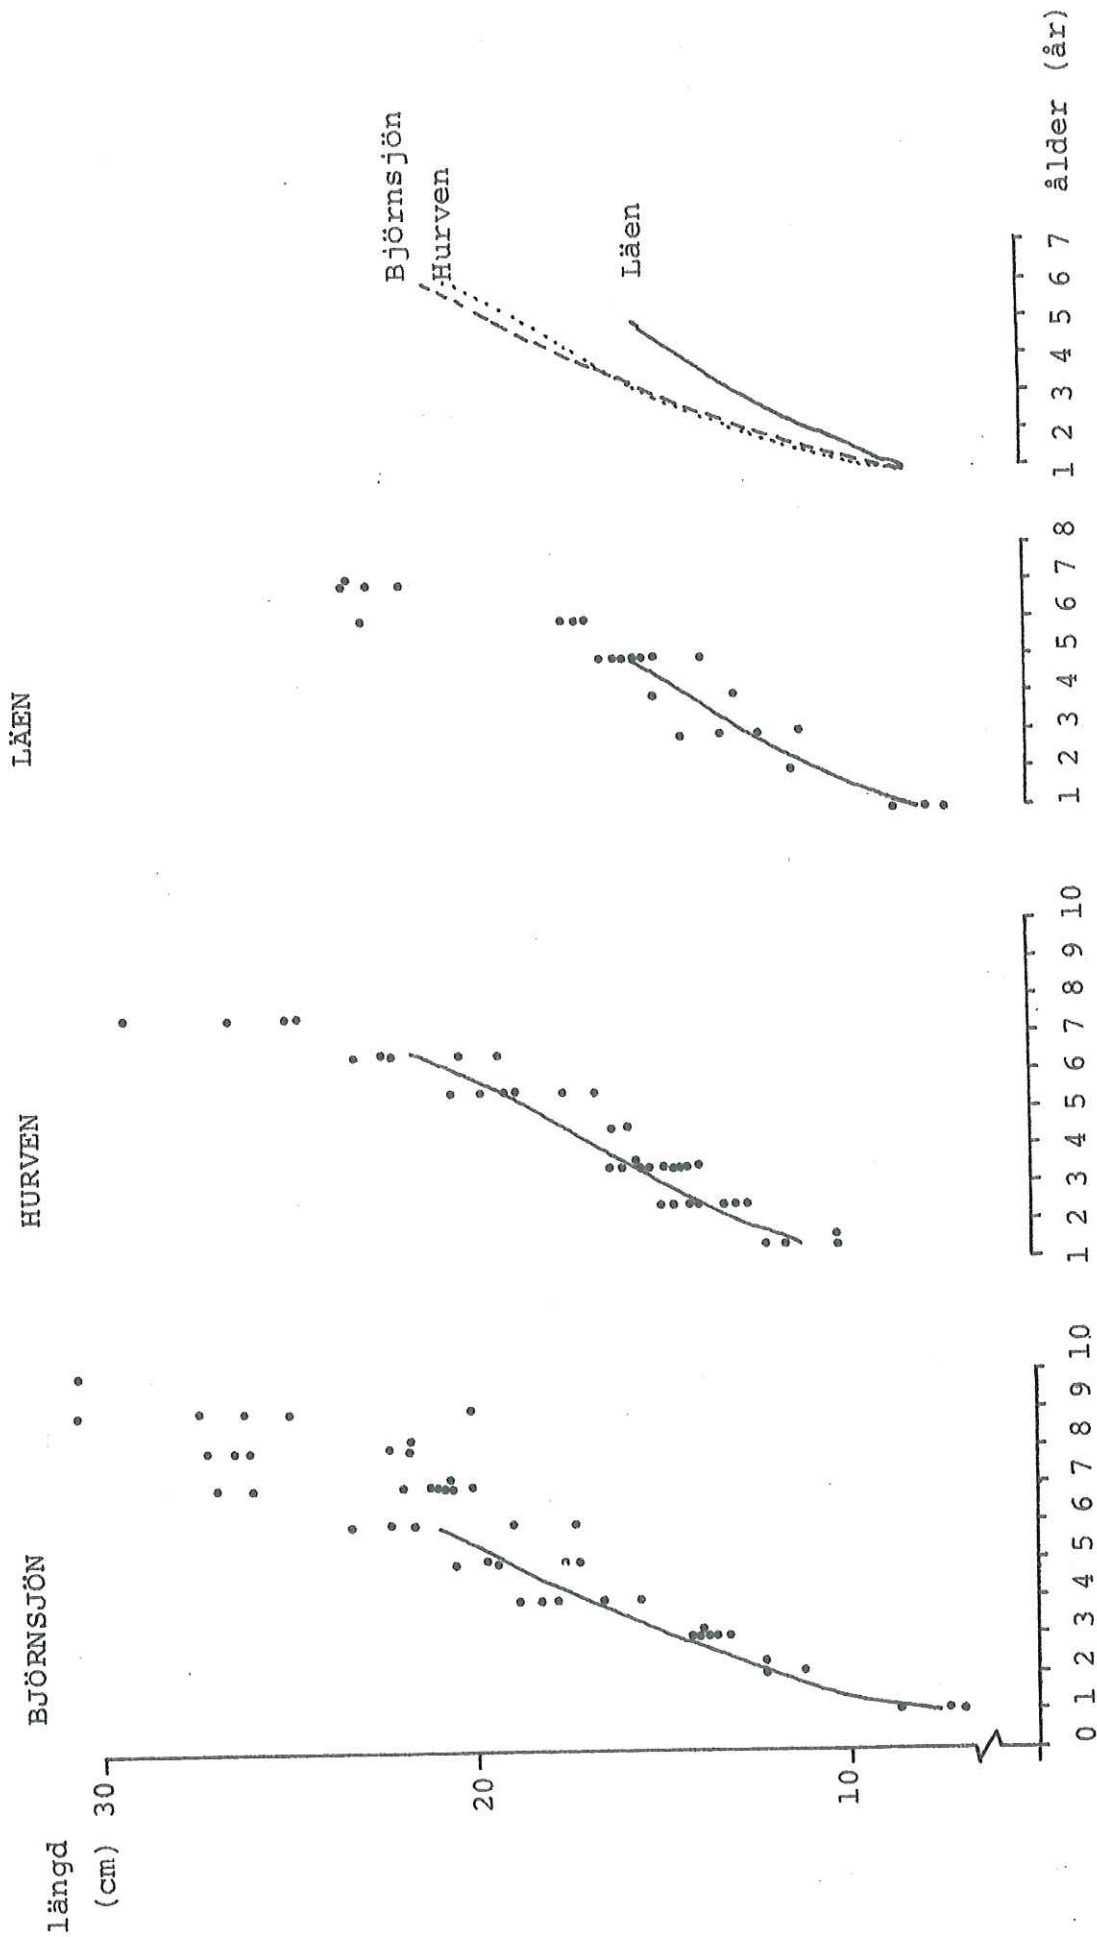 BJÖRNSJÖN
HURVEN
LÄEN
längd
(cm)
30
20
10
0 1 2 3 4 5 6 7 8 9 10
1 2 3 4 5 6 7 8 9 10
1 2 3 4 5 6 7 8
1 2 3 4 5 6 7
ålder (år)
Björnsjön
Hurven
Läen